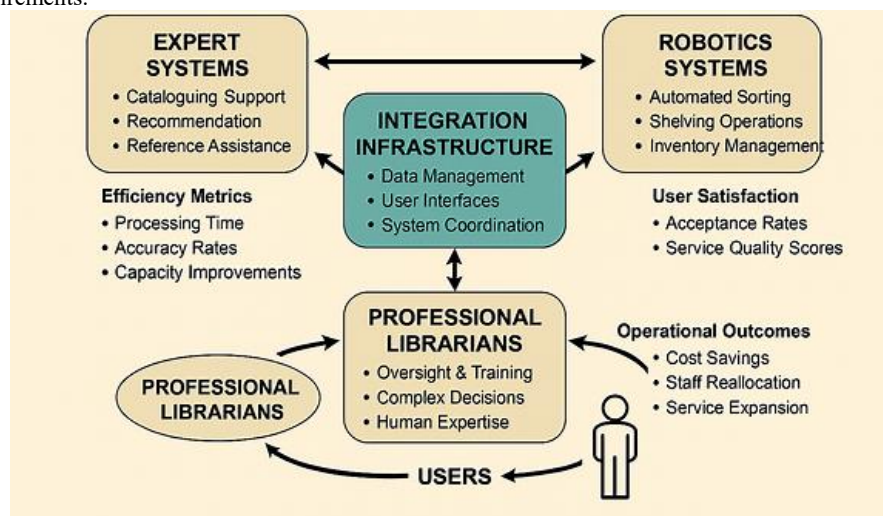 EXPERT
SYSTEMS
• Cataloguing Support
• Recommendation
• Reference Assistance
ROBOTICS
SYSTEMS
• Automated Sorting
• Shelving Operations
• Inventory Management
INTEGRATION
INFRASTRUCTURE
• Data Management
• User Interfaces
• System Coordination
Efficiency Metrics
• Processing Time
• Accuracy Rates
• Capacity Improvements
User Satisfaction
• Acceptance Rates
• Service Quality Scores
PROFESSIONAL
LIBRARIANS
• Oversight & Training
• Complex Decisions
• Human Expertise
Operational Outcomes
• Cost Savings
• Staff Reallocation
• Service Expansion
PROFESSIONAL
LIBRARIANS
USERS